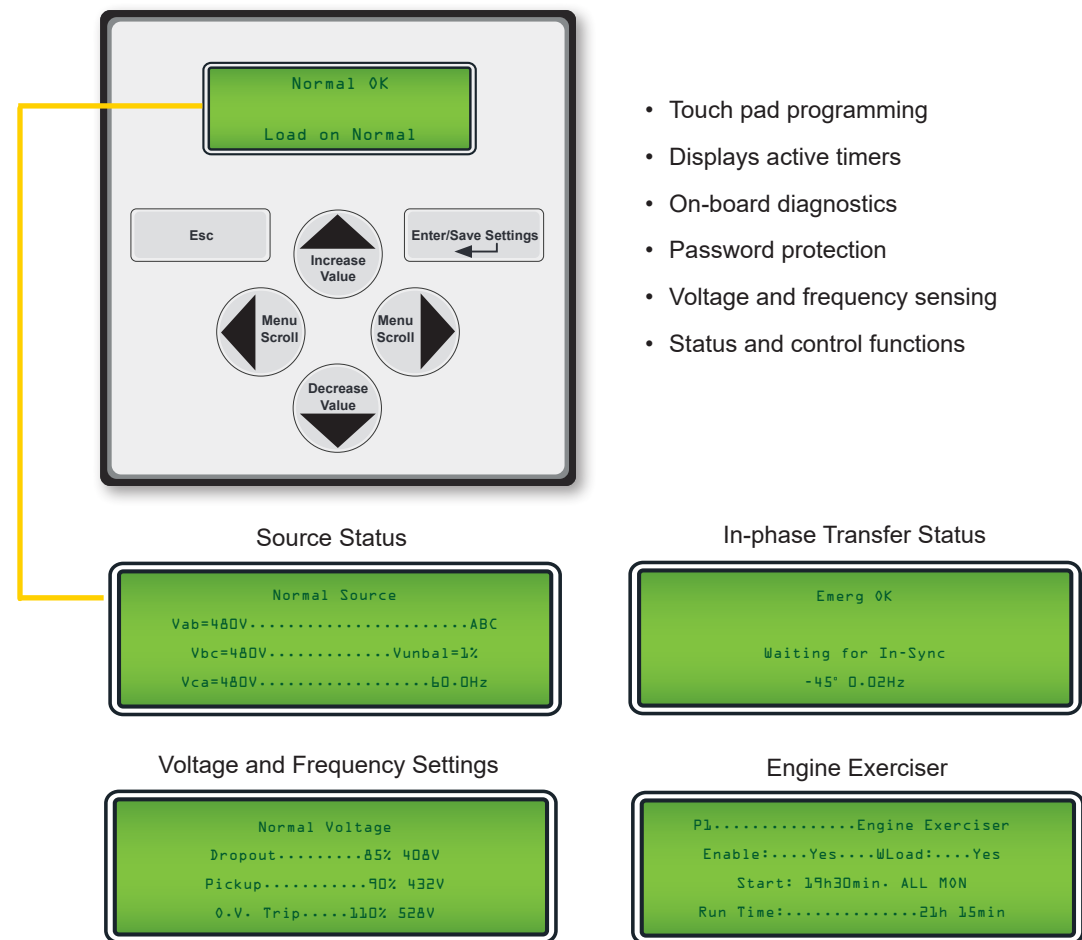 Normal OK
Load on Normal
Esc
Increase
Value
Enter/Save Settings
Menu
Scroll
Menu
Scroll
Decrease
Value
• Touch pad programming
• Displays active timers
• On-board diagnostics
• Password protection
• Voltage and frequency sensing
• Status and control functions
Source Status
Normal Source
Vab=480V.......................ABC
Vbc=480V.............Vunbal=1%
Vca=480V..................60.0Hz
In-phase Transfer Status
Emerg OK
Waiting for In-Sync
-45° 0.02Hz
Voltage and Frequency Settings
Normal Voltage
Dropout.........85% 408V
Pickup...........90% 432V
O.V. Trip.....110% 528V
Engine Exerciser
P1...............Engine Exerciser
Enable:....Yes....WLoad:....Yes
Start: 19h30min. ALL MON
Run Time:..............21h 15min